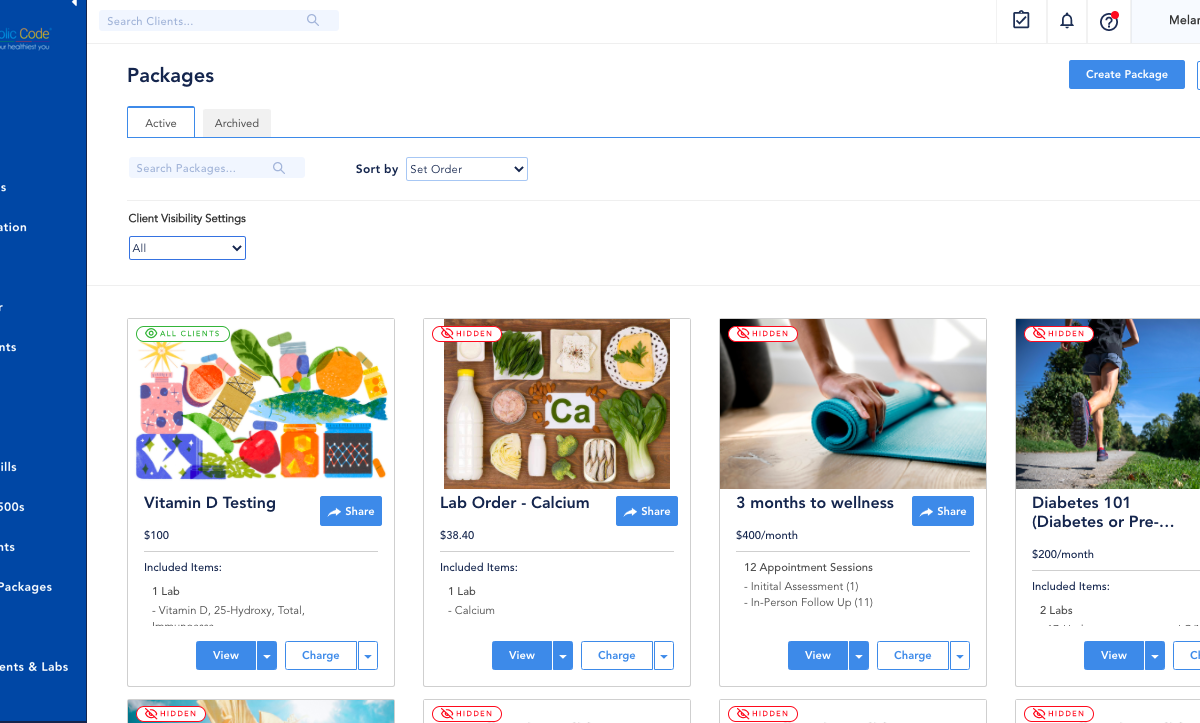 Search Clients...
Melan
olic Code
our healthiest you
Packages
Create Package
Active
Archived
Search Packages...
Sort by
Set Order
Client Visibility Settings
All
s
ation
r
nts
ills
500s
nts
Packages
ents & Labs
ALL CLIENTS
Vitamin D Testing
Share
$100
Included Items:
1 Lab
- Vitamin D, 25-Hydroxy, Total,
View
Charge
HIDDEN
Ca
Lab Order - Calcium
Share
$38.40
Included Items:
1 Lab
- Calcium
View
Charge
HIDDEN
3 months to wellness
Share
$400/month
12 Appointment Sessions
- Initital Assessment (1)
- In-Person Follow Up (11)
View
Charge
HIDDEN
Diabetes 101
(Diabetes or Pre-...
$200/month
Included Items:
2 Labs
View
HIDDEN
HIDDEN
HIDDEN
HIDDEN